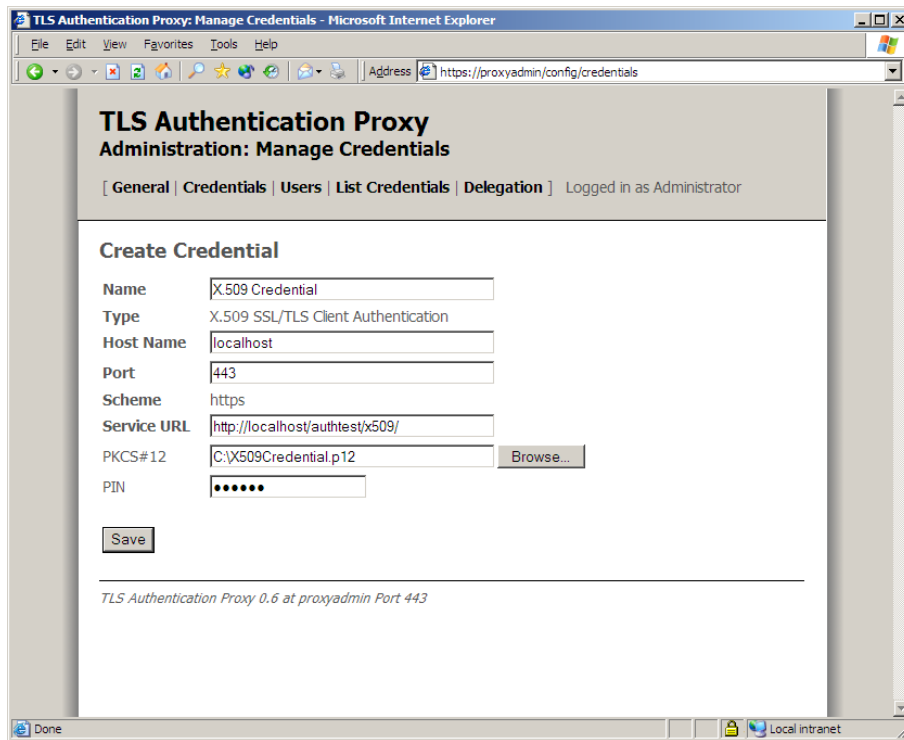 TLS Authentication Proxy: Manage Credentials - Microsoft Internet Explorer
File Edit View Favorites Tools Help
Address https://proxyadmin/config/credentials
TLS Authentication Proxy
Administration: Manage Credentials
[ General | Credentials | Users | List Credentials | Delegation ] Logged in as Administrator
Create Credential
Name X.509 Credential
Type X.509 SSL/TLS Client Authentication
Host Name localhost
Port 443
Scheme https
Service URL http://localhost/authtest/x509/
PKCS#12 C:\X509Credential.p12 Browse...
PIN ••••••
Save
TLS Authentication Proxy 0.6 at proxyadmin Port 443
Done Local intranet